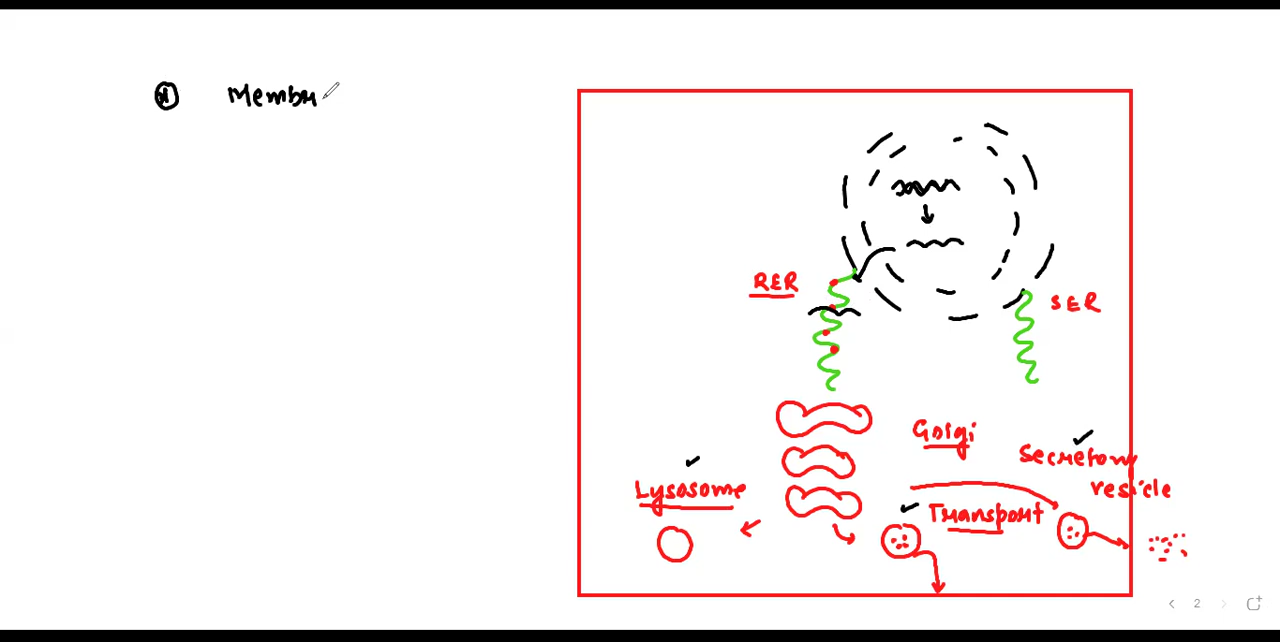 Membr
RER
SER
Golgi
Secretory
vesicle
Lysosome
Transport
2